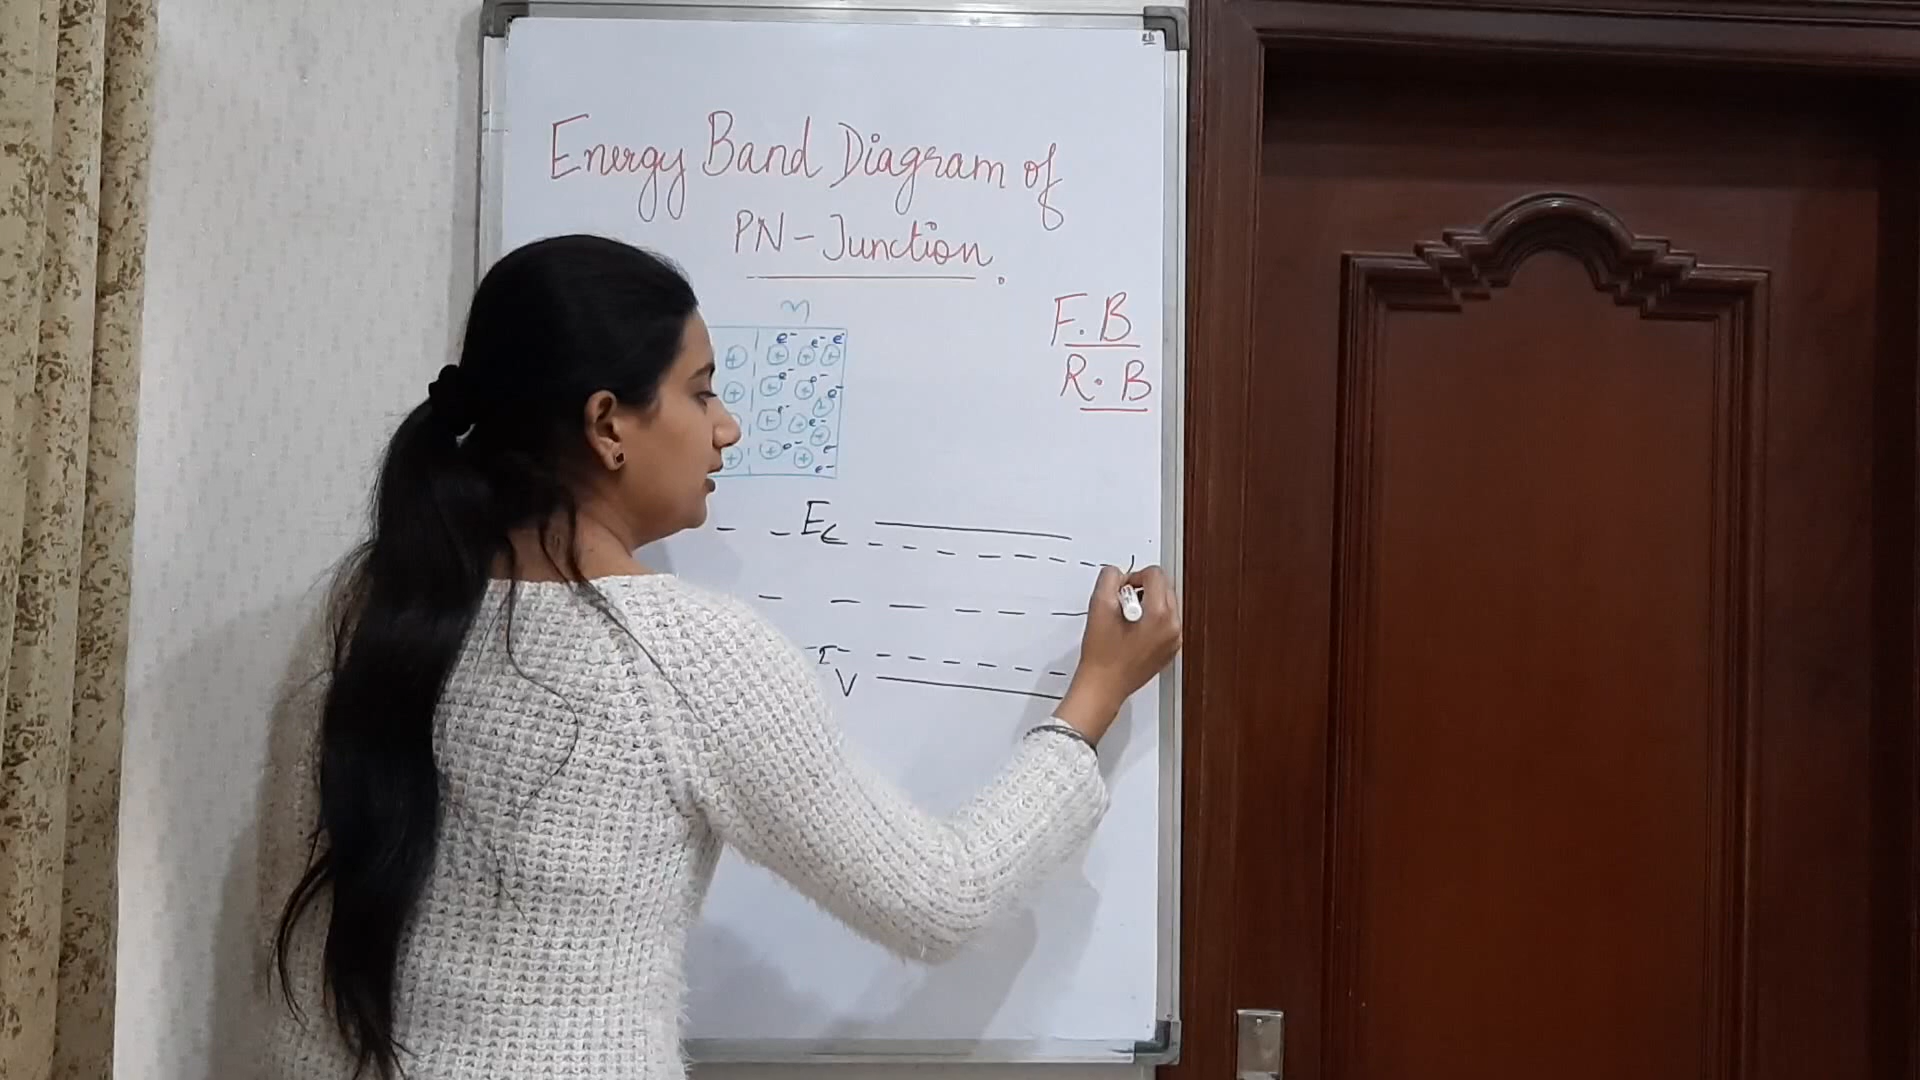 Energy Band Diagram of
PN-Junction.
n
F.B
R.B
e- e- e-
e- e-
e-
e- e-
e- e-
e-
Ec
V